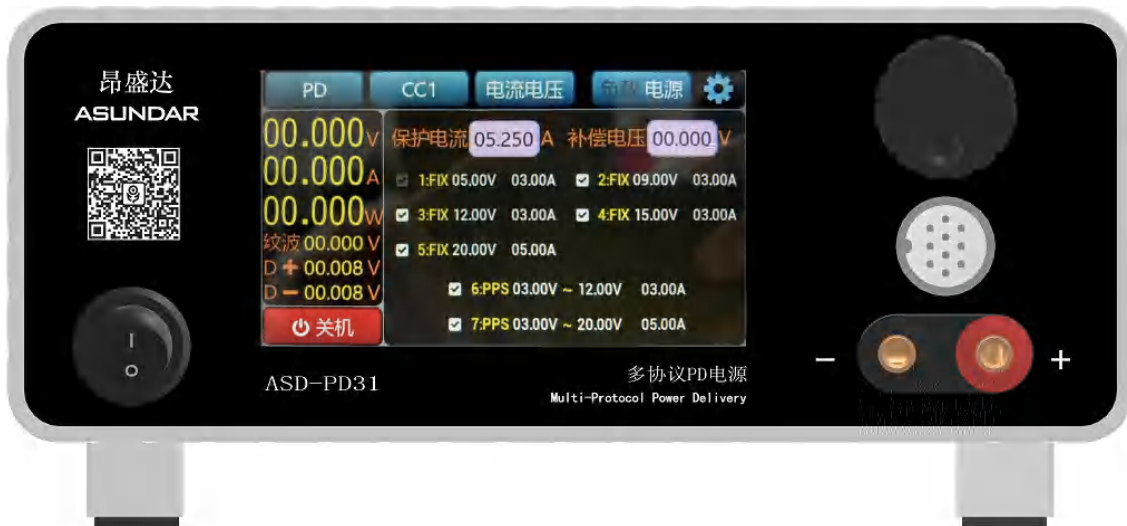 昂盛达
ASUNDAR
PD CC1 电流电压 负载 电源
00.000V
00.000A
00.000W
纹波 00.000 V
D + 00.008 V
D - 00.008 V
关机
保护电流 05.250 A 补偿电压 00.000 V
1:FIX 05.00V 03.00A 2:FIX 09.00V 03.00A
3:FIX 12.00V 03.00A 4:FIX 15.00V 03.00A
5:FIX 20.00V 05.00A
6:PPS 03.00V ~ 12.00V 03.00A
7:PPS 03.00V ~ 20.00V 05.00A
I
O
ASD-PD31
多协议PD电源
Multi-Protocol Power Delivery
- +